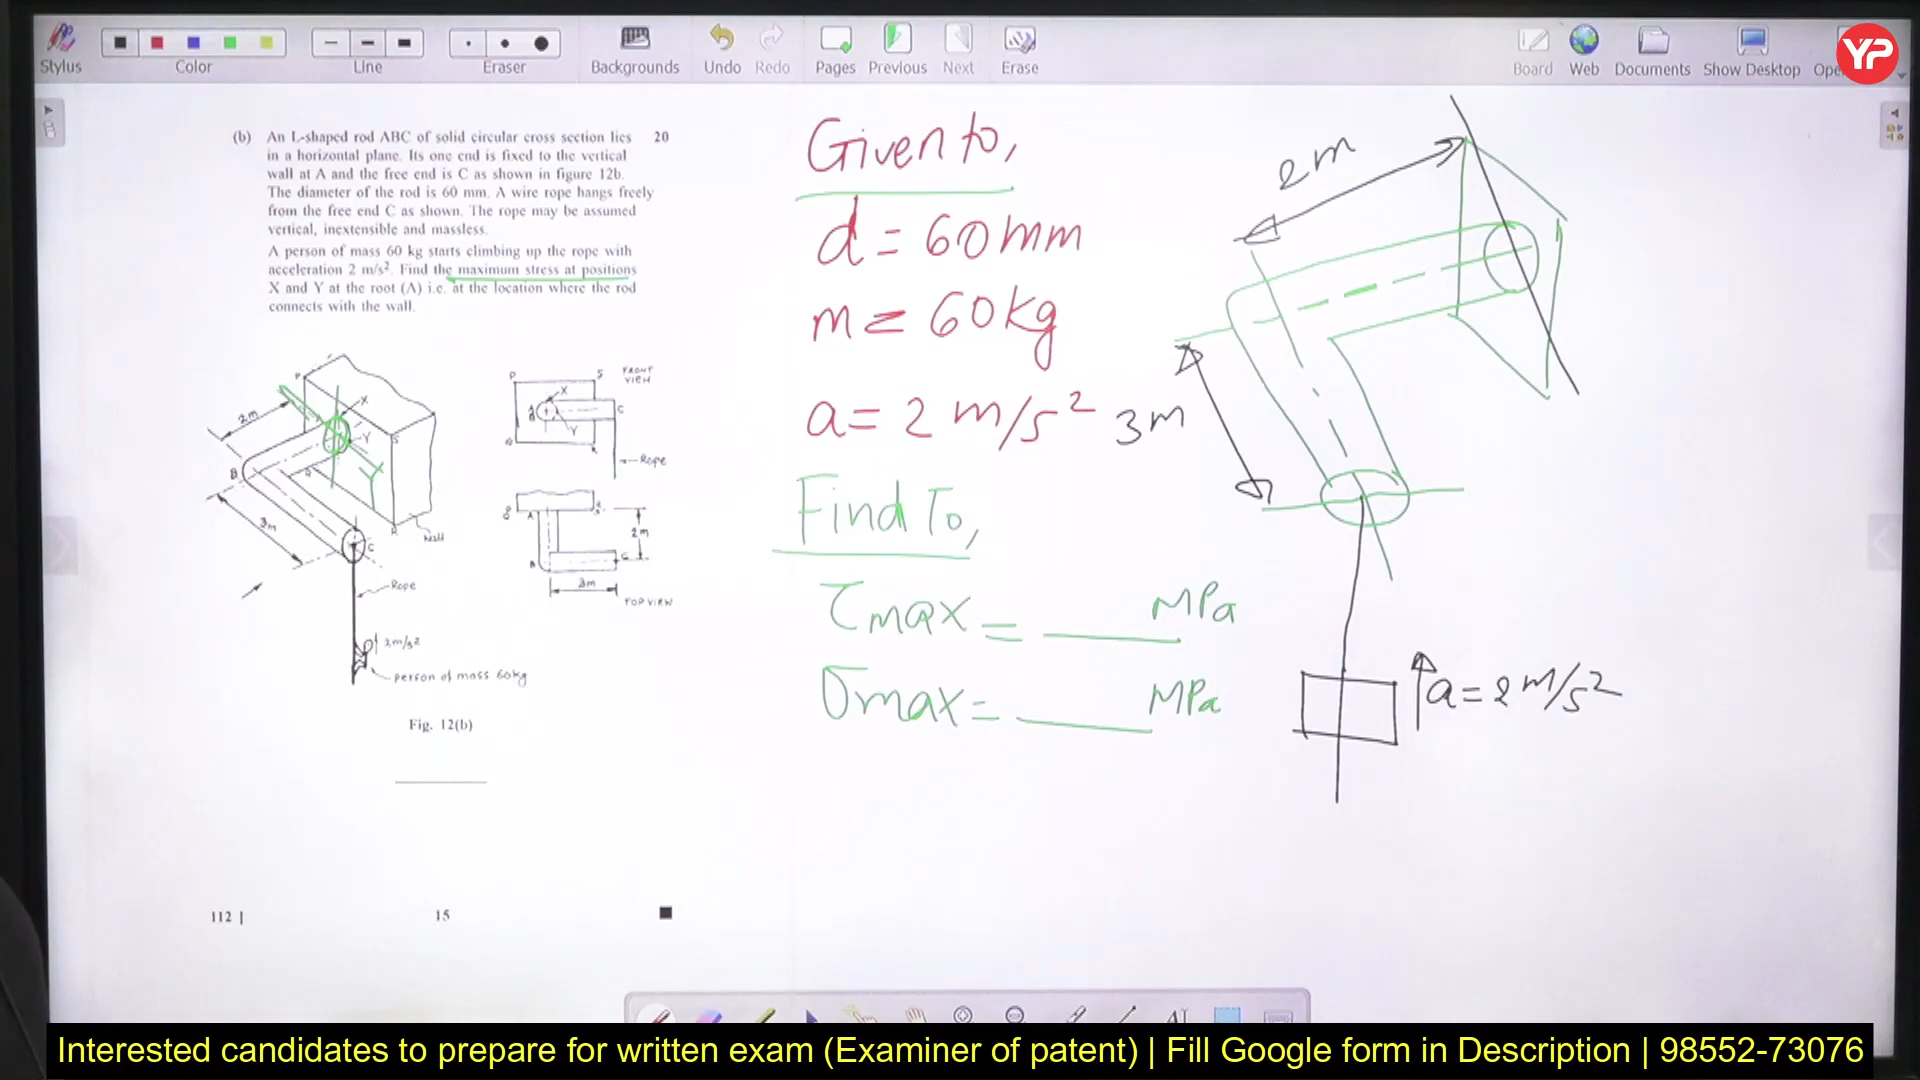 Stylus
Color
Line
Eraser
Backgrounds
Undo
Redo
Pages
Previous
Next
Erase
Board
Web
Documents
Show Desktop
YP
(b) An L-shaped rod ABC of solid circular cross section lies 20
in a horizontal plane. Its one end is fixed to the vertical
wall at A and the free end is C as shown in figure 12b.
The diameter of the rod is 60 mm. A wire rope hangs freely
from the free end C as shown. The rope may be assumed
vertical, inextensible and massless.
A person of mass 60 kg starts climbing up the rope with
acceleration 2 m/s². Find the maximum stress at positions
X and Y at the root (A) i.e. at the location where the rod
connects with the wall.
P
X
2m
Y
S
B
3m
C
R
Wall
Rope
2m/s²
person of mass 60kg
P
S
FRONT
VIEW
X
C
Y
Rope
A
2m
B
C
3m
TOP VIEW
Fig. 12(b)
112 |
15
Given to,
d = 60mm
m = 60kg
a = 2 m/s²
Find To,
τmax = ____ MPa
σmax = ____ MPa
2m
3m
a = 2 m/s²
Interested candidates to prepare for written exam (Examiner of patent) | Fill Google form in Description | 98552-73076